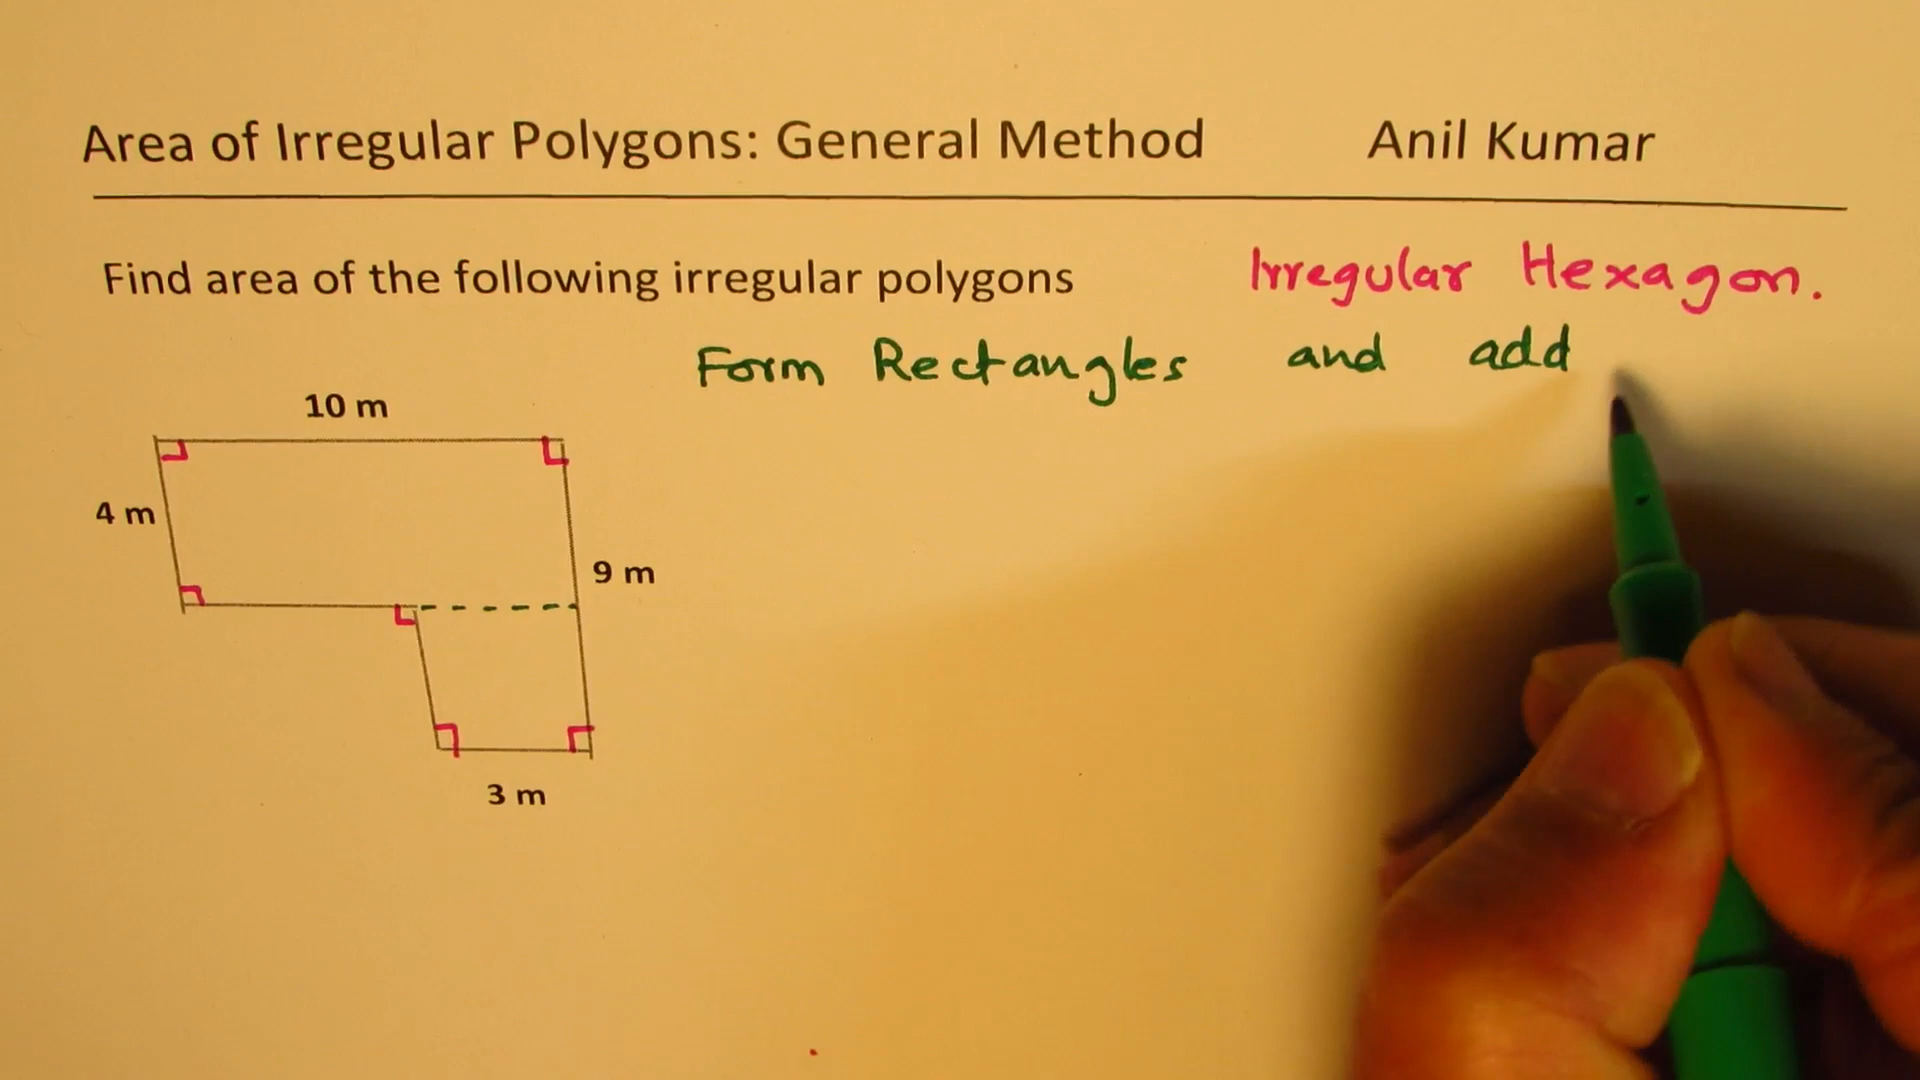 Area of Irregular Polygons: General Method Anil Kumar
Find area of the following irregular polygons Irregular Hexagon.
Form Rectangles and add
10 m
4 m
9 m
3 m